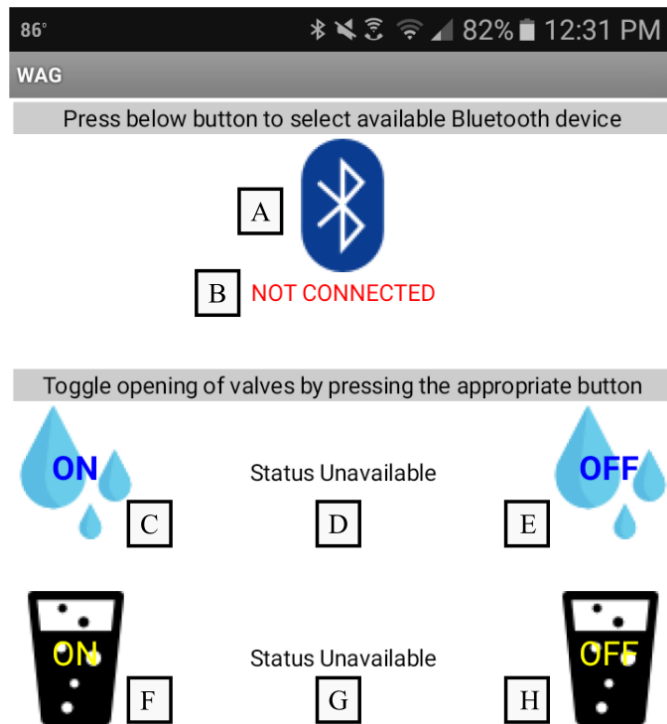 86° 82% 12:31 PM
WAG
Press below button to select available Bluetooth device
A
B NOT CONNECTED
Toggle opening of valves by pressing the appropriate button
ON Status Unavailable OFF
C D E
ON Status Unavailable OFF
F G H